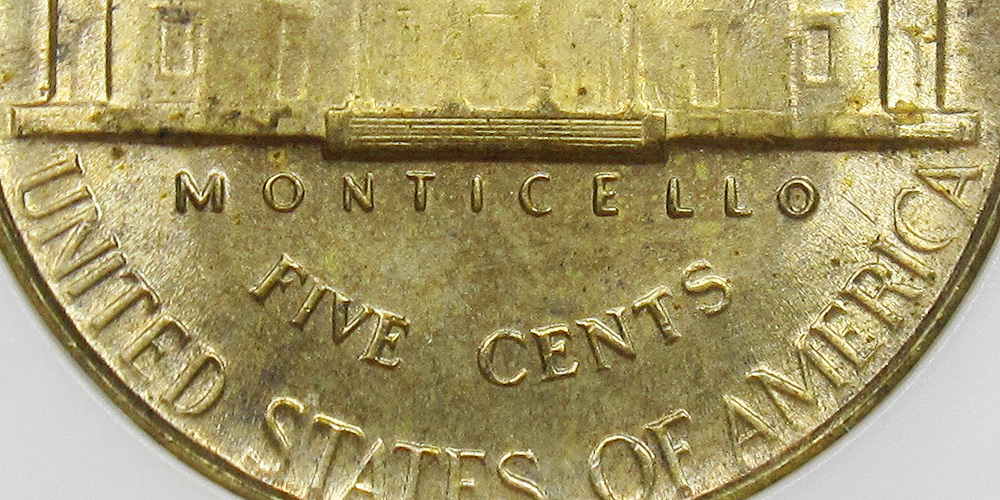 MONTICELLO
FIVE CENTS
UNITED STATES OF AMERICA